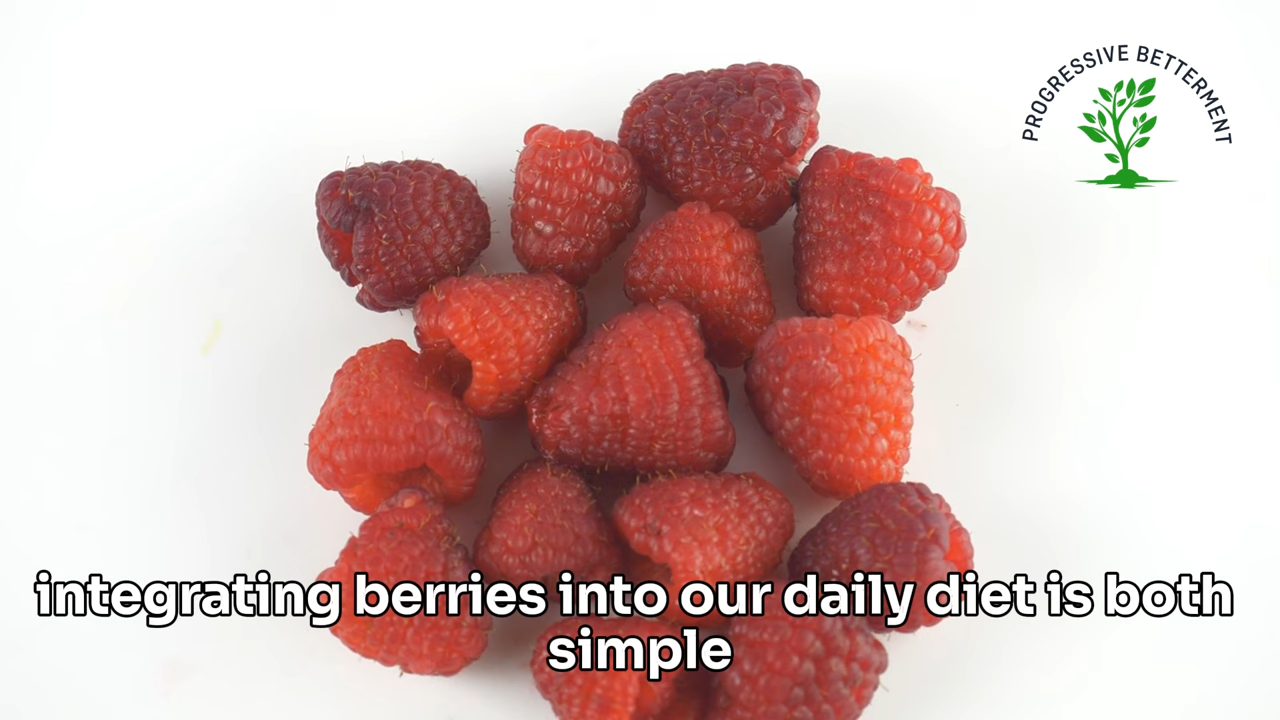 PROGRESSIVE BETTERMENT
integrating berries into our daily diet is both
simple